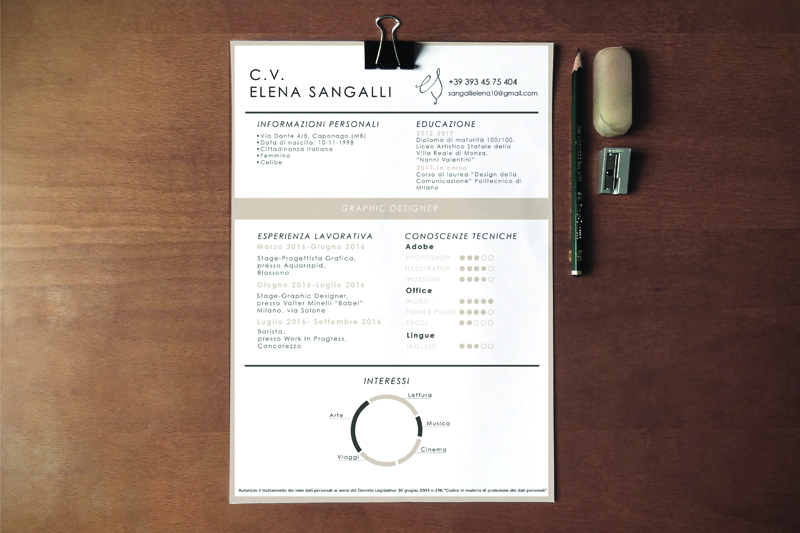 C.V.
ELENA SANGALLI
+39 393 45 75 404
sangallielena10@gmail.com
INFORMAZIONI PERSONALI
•Via Dante 4/8, Caponago (MB)
•Data di nascita, 10-11-1998
•Cittadinanza italiana
•Femmina
•Celibe
EDUCAZIONE
2012-2017
Diploma di maturità 100/100,
Liceo Artistico Statale della
Villa Reale di Monza,
"Nanni Valentini"
2017-in corso
Corso di laurea "Design della
Comunicazione" Politecnico di
Milano
GRAPHIC DESIGNER
ESPERIENZA LAVORATIVA
Marzo 2016-Giugno 2016
Stage-Progettista Grafica,
presso Aquarapid,
Blassono
Giugno 2016-Luglio 2016
Stage-Graphic Designer,
presso Valter Minelli "Babel"
Milano, via Solone
Luglio 2016- Settembre 2016
Barista,
presso Work In Progress,
Concorezzo
CONOSCENZE TECNICHE
Adobe
PHOTOSHOP
ILLUSTRATOR
INDESIGN
Office
WORD
POWER POINT
EXCEL
Lingue
INGLESE
INTERESSI
Lettura
Arte
Musica
Cinema
Viaggi
Autorizzo il trattamento dei miei dati personali ai sensi del Decreto Legislativo 30 giugno 2003 n.196 "Codice in materia di protezione dei dati personali"